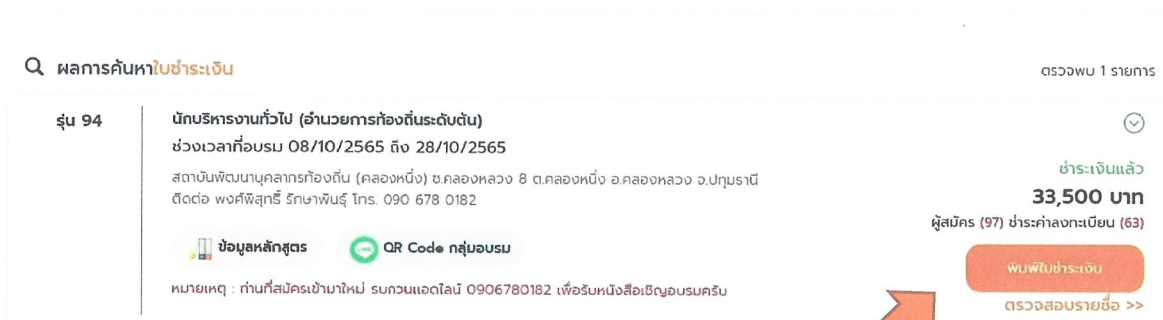 ผลการค้นหาใบชำระเงิน
ตรวจพบ 1 รายการ
รุ่น 94
นักบริหารงานทั่วไป (อำนวยการท้องถิ่นระดับต้น)
ช่วงเวลาที่อบรม 08/10/2565 ถึง 28/10/2565
สถาบันพัฒนาบุคลากรท้องถิ่น (คลองหนึ่ง) ซ.คลองหลวง 8 ต.คลองหนึ่ง อ.คลองหลวง จ.ปทุมธานี
ติดต่อ พงศ์พิสุทธิ์ รักษาพันธุ์ โทร. 090 678 0182
ชำระเงินแล้ว
33,500 บาท
ผู้สมัคร (97) ชำระค่าลงทะเบียน (63)
ข้อมูลหลักสูตร
LINE
QR Code กลุ่มอบรม
พิมพ์ใบชำระเงิน
หมายเหตุ : ท่านที่สมัครเข้ามาใหม่ รบกวนแอดไลน์ 0906780182 เพื่อรับหนังสือเชิญอบรมครับ
ตรวจสอบรายชื่อ >>